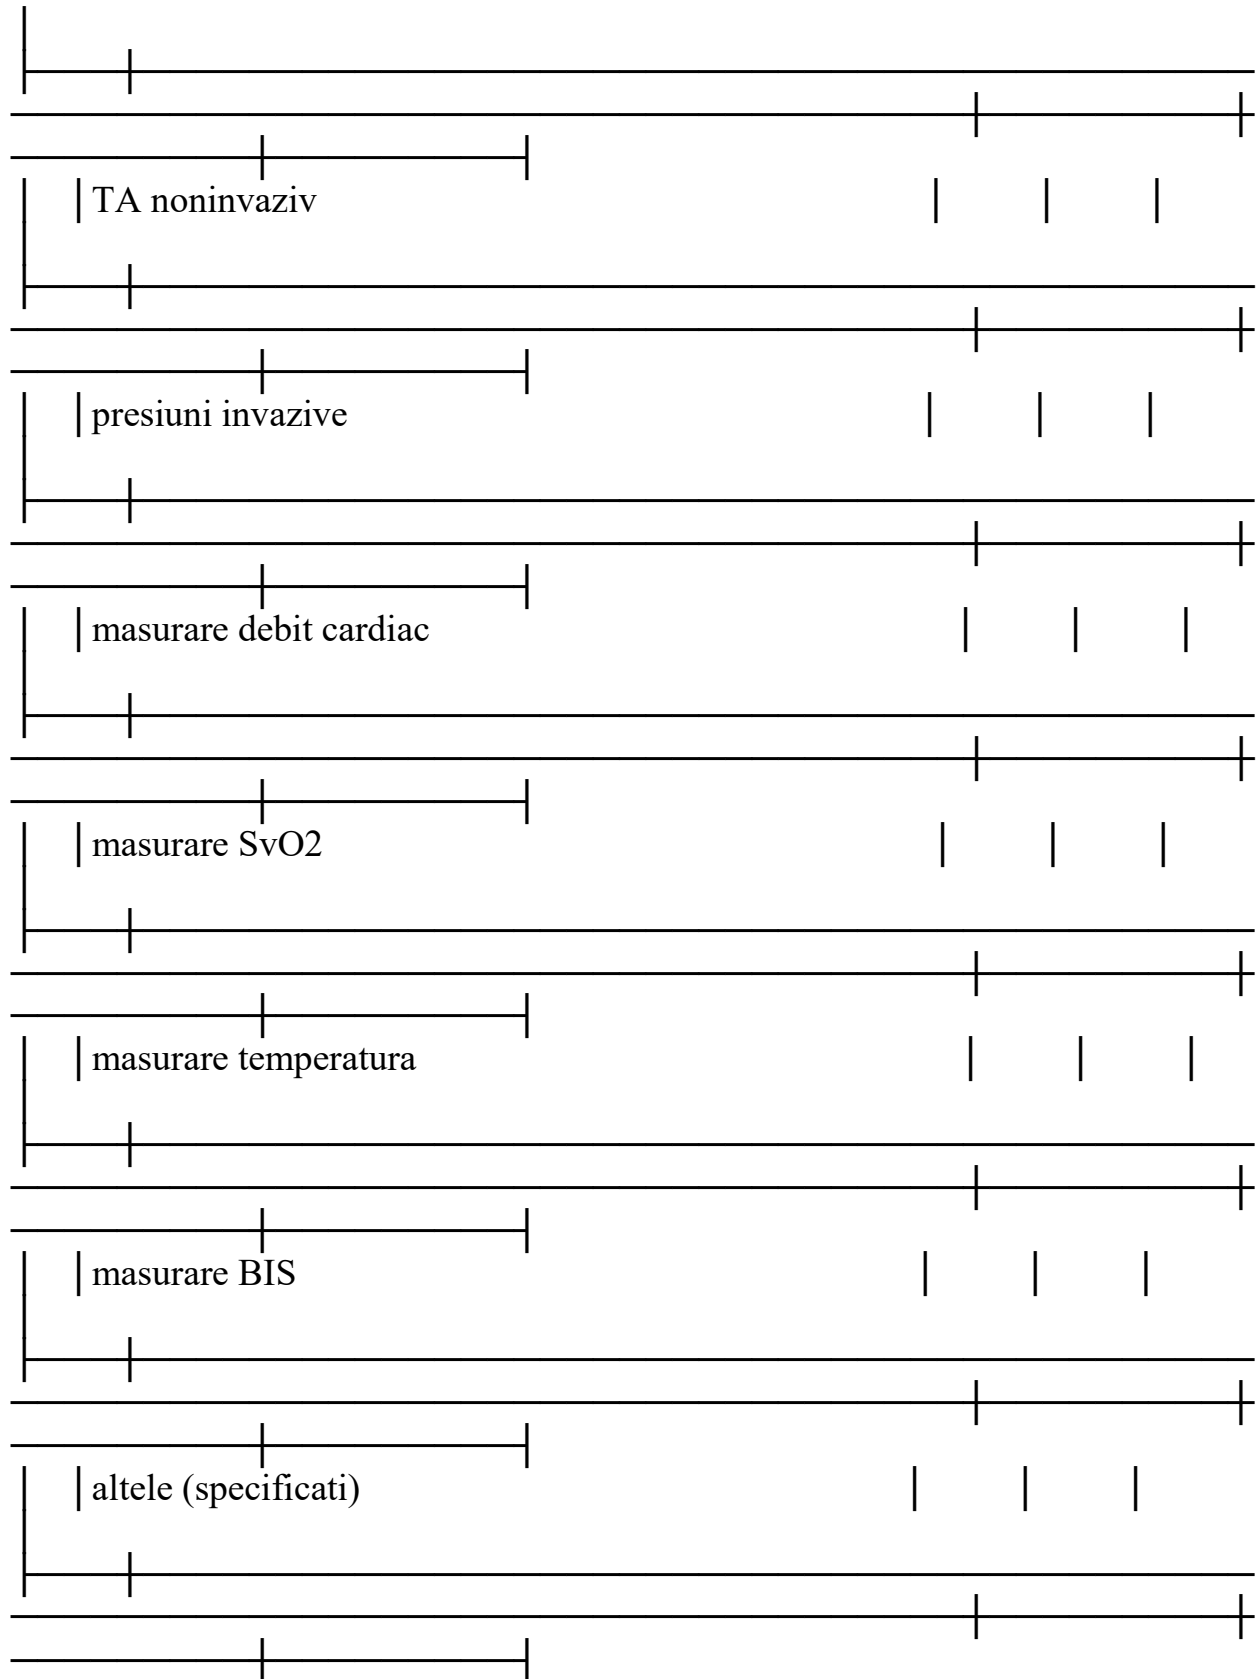 TA noninvaziv
presiuni invazive
masurare debit cardiac
masurare SvO2
masurare temperatura
masurare BIS
altele (specificati)